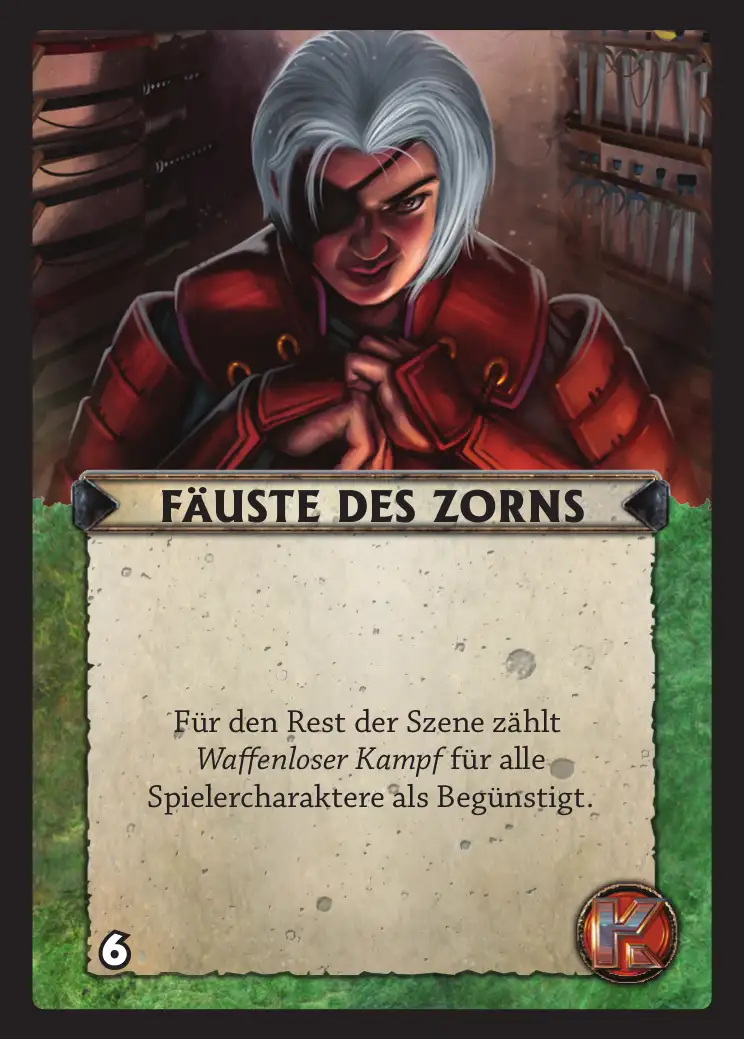 FÄUSTE DES ZORNS
Für den Rest der Szene zählt
Waffenloser Kampf für alle
Spielercharaktere als Begünstigt.
6
K